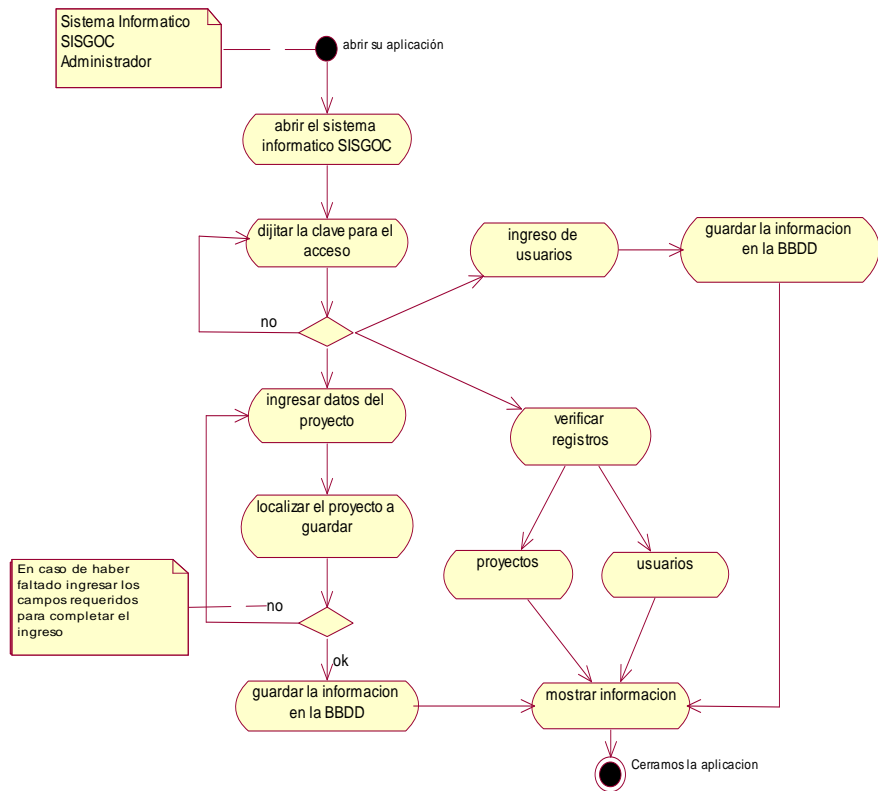 Sistema Informatico
SISGOC
Administrador
abrir su aplicación
abrir el sistema
informatico SISGOC
dijitar la clave para el
acceso
ingreso de
usuarios
guardar la informacion
en la BBDD
no
ingresar datos del
proyecto
verificar
registros
localizar el proyecto a
guardar
proyectos
usuarios
En caso de haber
faltado ingresar los
campos requeridos
para completar el
ingreso
no
ok
guardar la informacion
en la BBDD
mostrar informacion
Cerramos la aplicacion